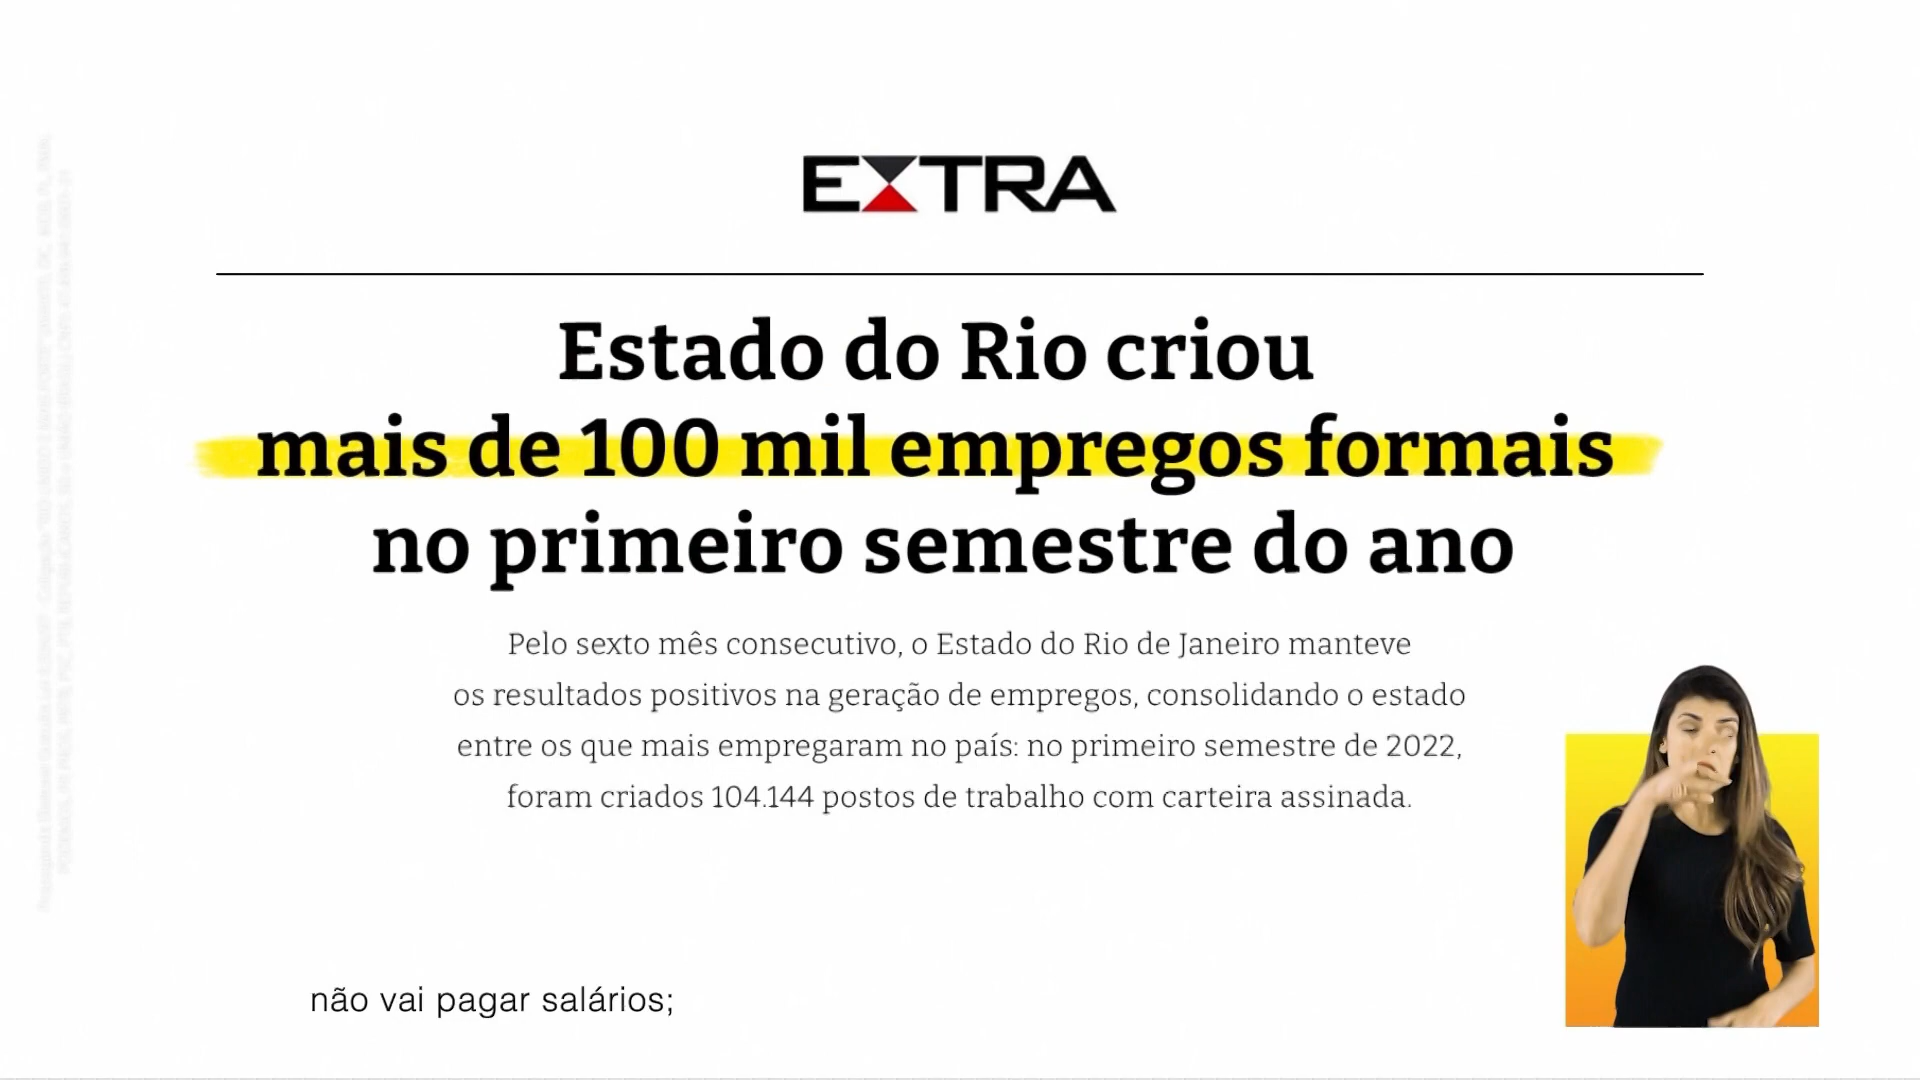 EXTRA
Estado do Rio criou
mais de 100 mil empregos formais
no primeiro semestre do ano
Pelo sexto mês consecutivo, o Estado do Rio de Janeiro manteve
os resultados positivos na geração de empregos, consolidando o estado
entre os que mais empregaram no país: no primeiro semestre de 2022,
foram criados 104.144 postos de trabalho com carteira assinada.
não vai pagar salários;